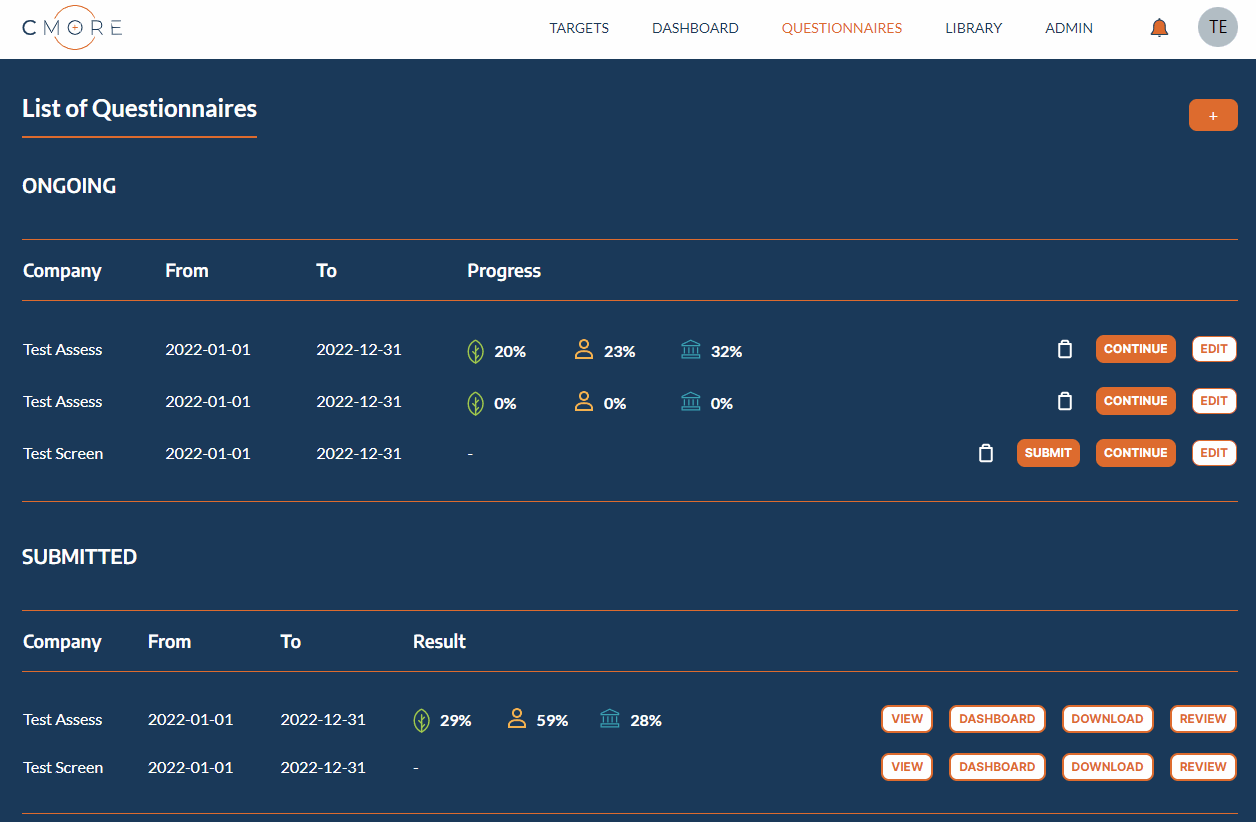 CMORE TARGETS DASHBOARD QUESTIONNAIRES LIBRARY ADMIN TE
List of Questionnaires +
ONGOING
Company From To Progress
Test Assess 2022-01-01 2022-12-31 20% 23% 32% CONTINUE EDIT
Test Assess 2022-01-01 2022-12-31 0% 0% 0% CONTINUE EDIT
Test Screen 2022-01-01 2022-12-31 - SUBMIT CONTINUE EDIT
SUBMITTED
Company From To Result
Test Assess 2022-01-01 2022-12-31 29% 59% 28% VIEW DASHBOARD DOWNLOAD REVIEW
Test Screen 2022-01-01 2022-12-31 - VIEW DASHBOARD DOWNLOAD REVIEW